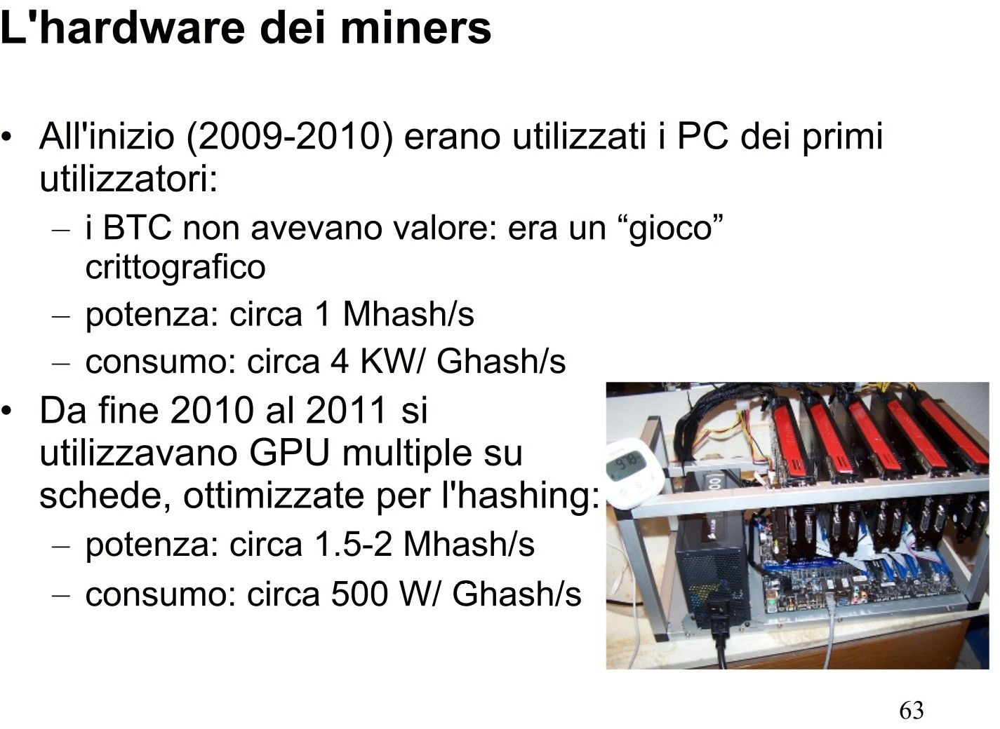 L'hardware dei miners
• All'inizio (2009-2010) erano utilizzati i PC dei primi
utilizzatori:
– i BTC non avevano valore: era un “gioco”
crittografico
– potenza: circa 1 Mhash/s
– consumo: circa 4 KW/ Ghash/s
• Da fine 2010 al 2011 si
utilizzavano GPU multiple su
schede, ottimizzate per l'hashing:
– potenza: circa 1.5-2 Mhash/s
– consumo: circa 500 W/ Ghash/s
978
63